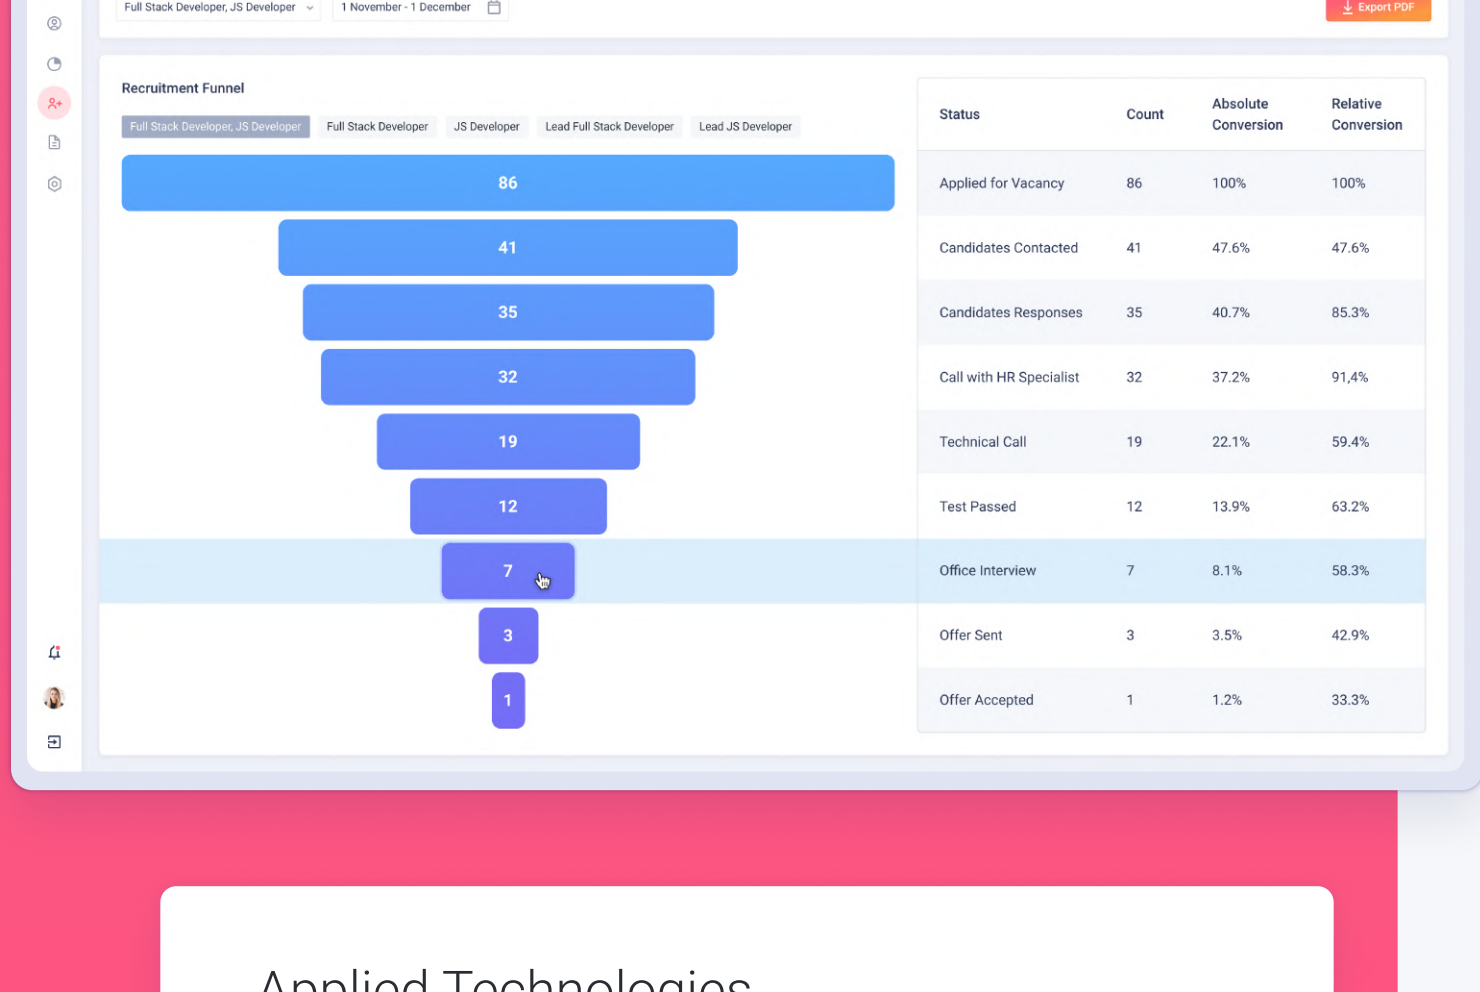 Full Stack Developer, JS Developer
1 November - 1 December
Export PDF
Recruitment Funnel
Full Stack Developer, JS Developer
Full Stack Developer
JS Developer
Lead Full Stack Developer
Lead JS Developer
86
41
35
32
19
12
7
3
1
Status Count Absolute Conversion Relative Conversion
Applied for Vacancy 86 100% 100%
Candidates Contacted 41 47.6% 47.6%
Candidates Responses 35 40.7% 85.3%
Call with HR Specialist 32 37.2% 91,4%
Technical Call 19 22.1% 59.4%
Test Passed 12 13.9% 63.2%
Office Interview 7 8.1% 58.3%
Offer Sent 3 3.5% 42.9%
Offer Accepted 1 1.2% 33.3%
Applied Technologies